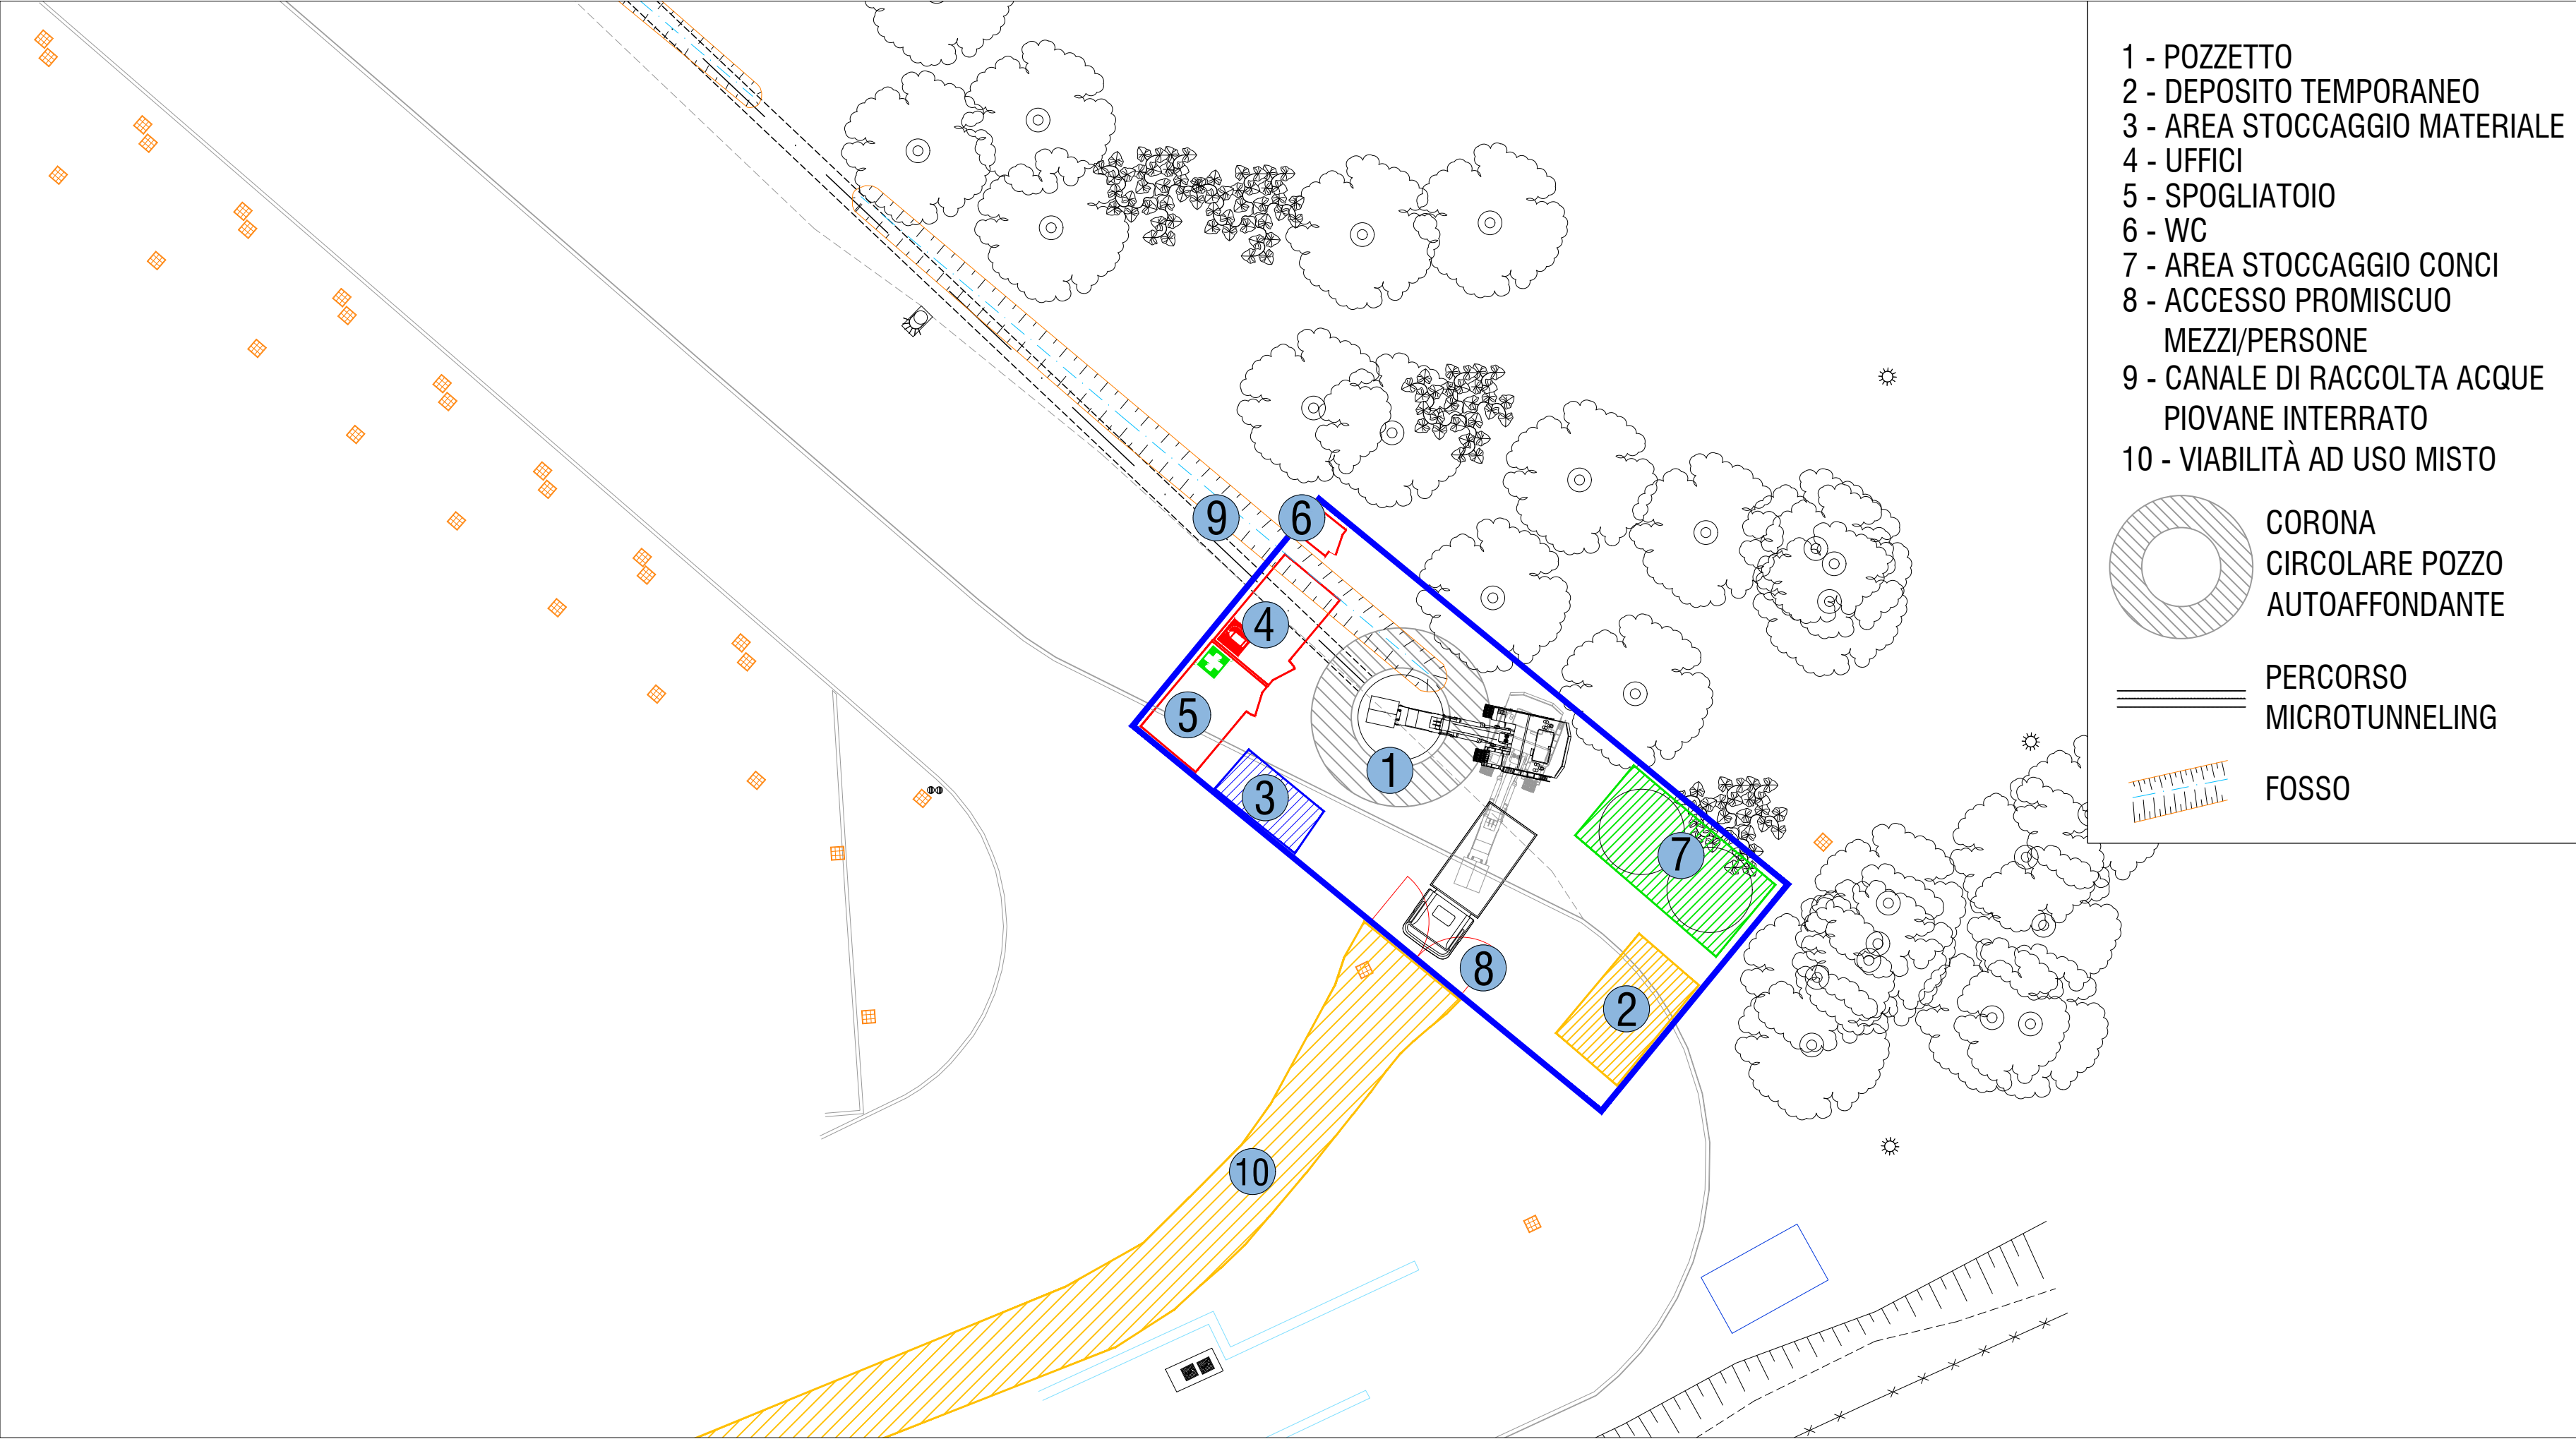 1 - POZZETTO
2 - DEPOSITO TEMPORANEO
3 - AREA STOCCAGGIO MATERIALE
4 - UFFICI
5 - SPOGLIATOIO
6 - WC
7 - AREA STOCCAGGIO CONCI
8 - ACCESSO PROMISCUO
MEZZI/PERSONE
9 - CANALE DI RACCOLTA ACQUE
PIOVANE INTERRATO
10 - VIABILITÀ AD USO MISTO
CORONA
CIRCOLARE POZZO
AUTOAFFONDANTE
PERCORSO
MICROTUNNELING
FOSSO
9
6
4
5
3
1
7
8
2
10